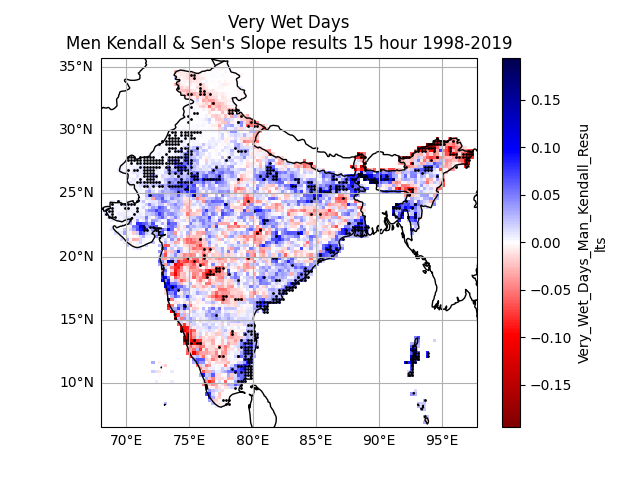 Very Wet Days
Men Kendall & Sen's Slope results 15 hour 1998-2019
35°N
30°N
25°N
20°N
15°N
10°N
70°E
75°E
80°E
85°E
90°E
95°E
0.15
0.10
0.05
0.00
−0.05
−0.10
−0.15
Very_Wet_Days_Man_Kendall_Resu
lts